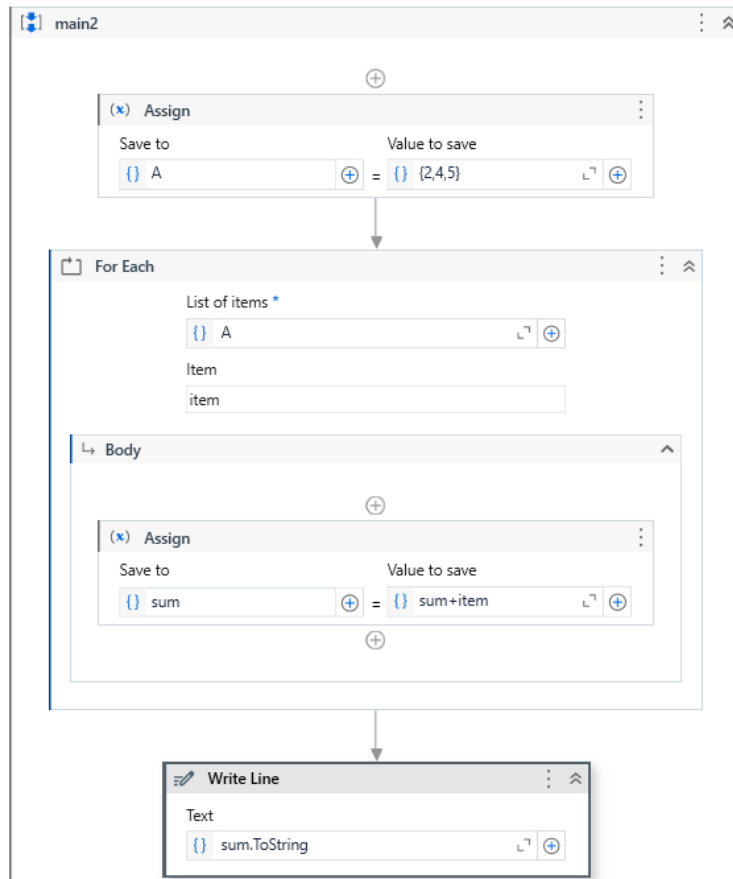 main2
(x) Assign
Save to Value to save
{} A = {} {2,4,5}
For Each
List of items *
{} A
Item
item
Body
(x) Assign
Save to Value to save
{} sum = {} sum+item
Write Line
Text
{} sum.ToString